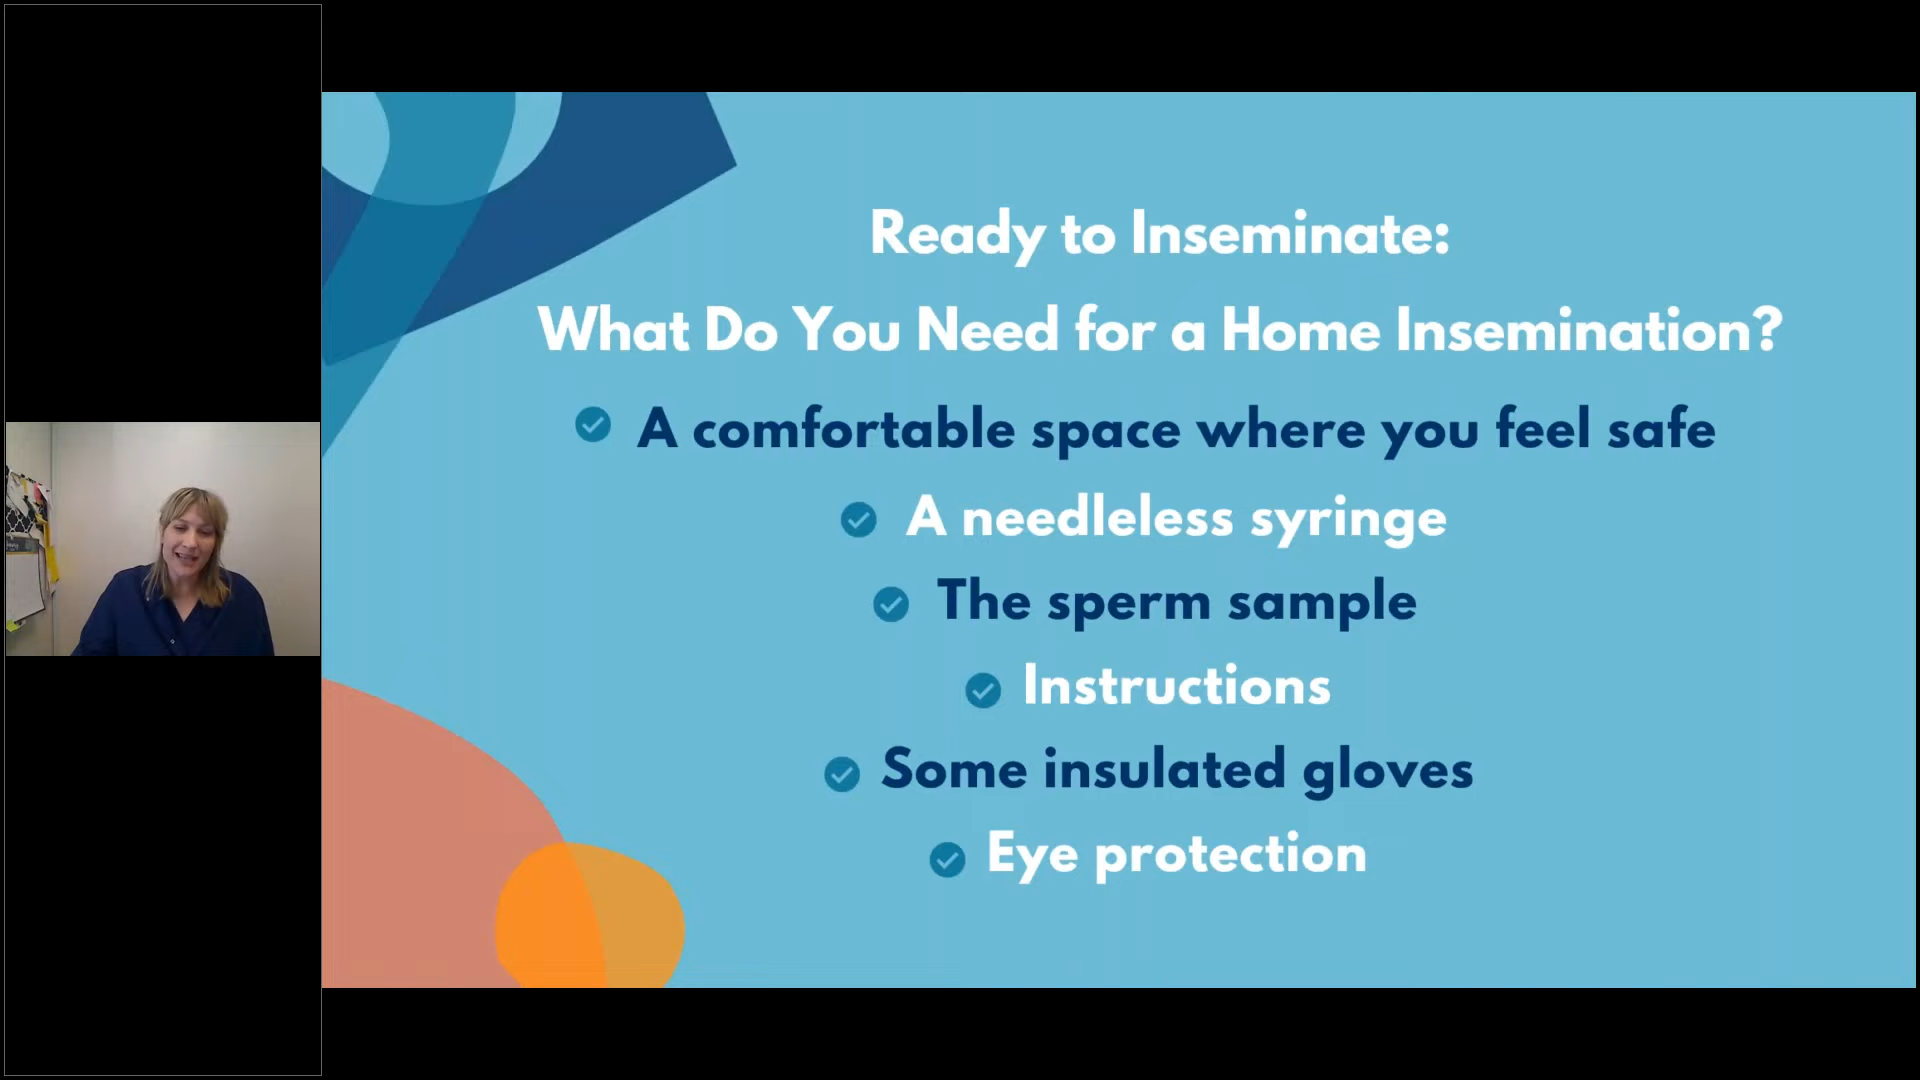 Ready to Inseminate:
What Do You Need for a Home Insemination?
A comfortable space where you feel safe
A needleless syringe
The sperm sample
Instructions
Some insulated gloves
Eye protection